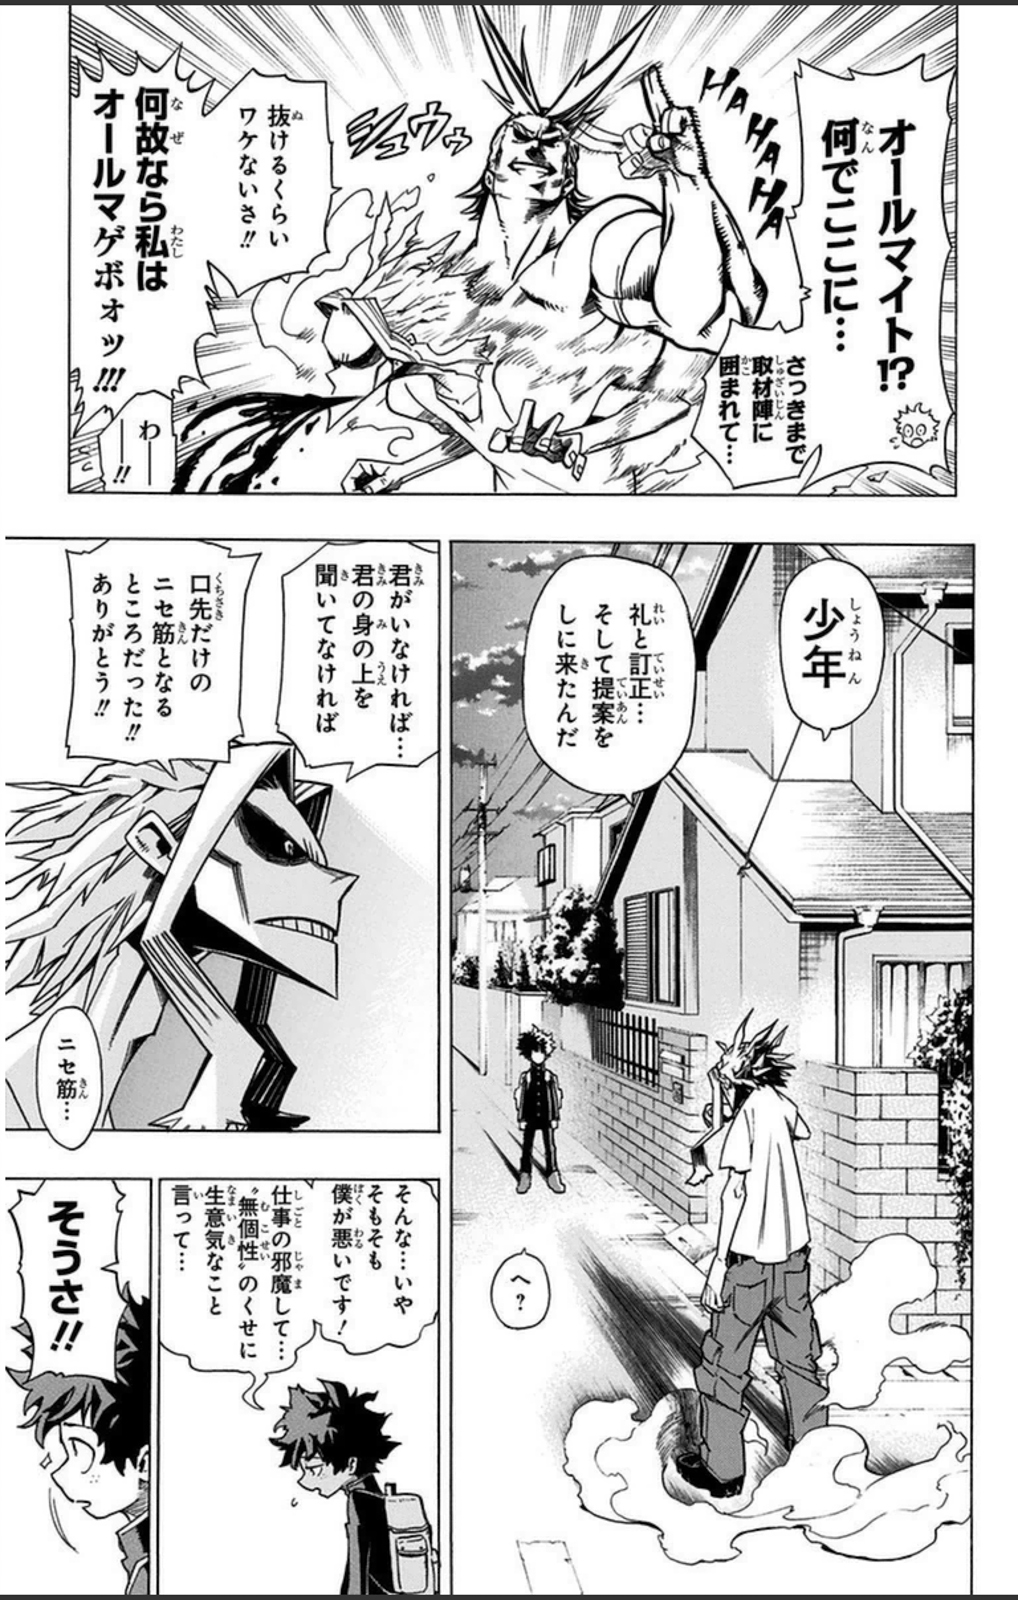 オールマイト!?
何でここに…
さっきまで
取材陣に
囲まれて…
HA HA HA HA
抜けるくらい
ワケないさ!!
シュウゥゥ
何故なら私は
オールマゲボォッ!!!
わ――!!
少年
礼と訂正…
そして提案を
しに来たんだ
へ?
君がいなければ…
君の身の上を
聞いてなければ
口先だけの
ニセ筋となる
ところだった!!
ありがとう!!
ニセ筋…
そんな…いや
そもそも
僕が悪いです!
仕事の邪魔して…
〝無個性〟のくせに
生意気なこと
言って…
そうさ!!